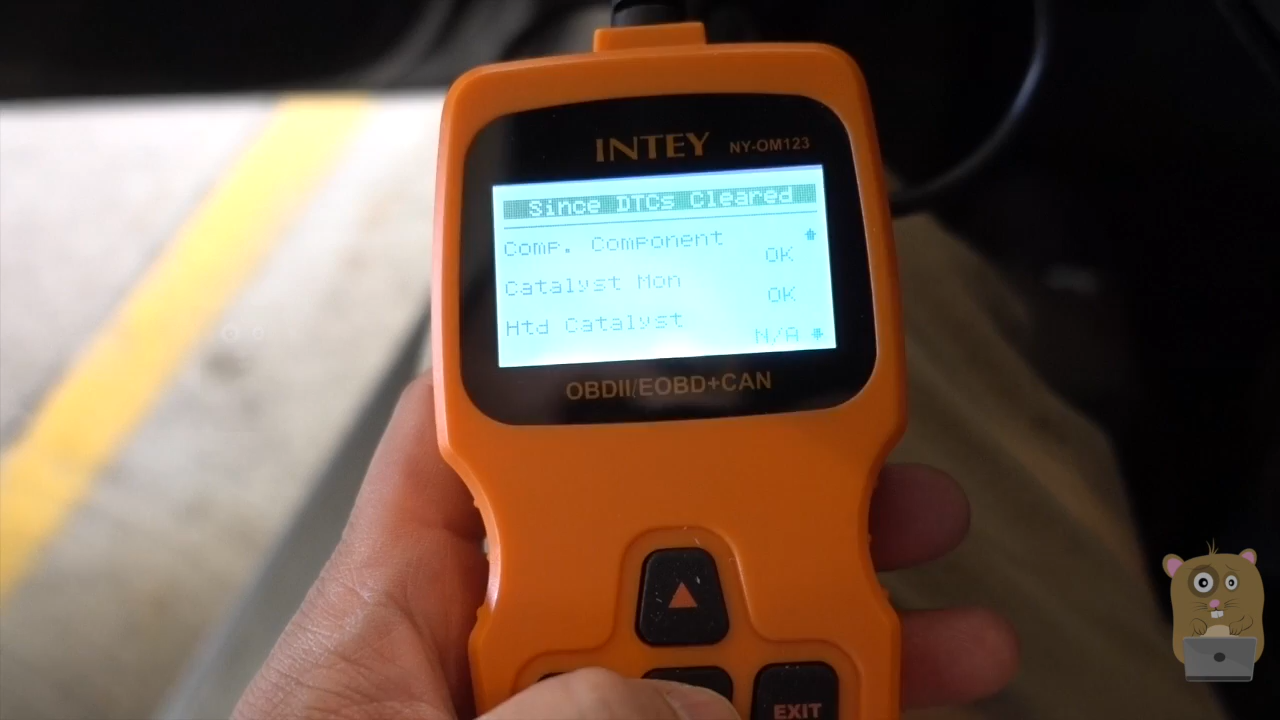 INTEY NY-OM123
Since DTCs Cleared
Comp. Component
OK
Catalyst Mon
OK
Htd Catalyst
N/A
OBDII/EOBD+CAN
EXIT